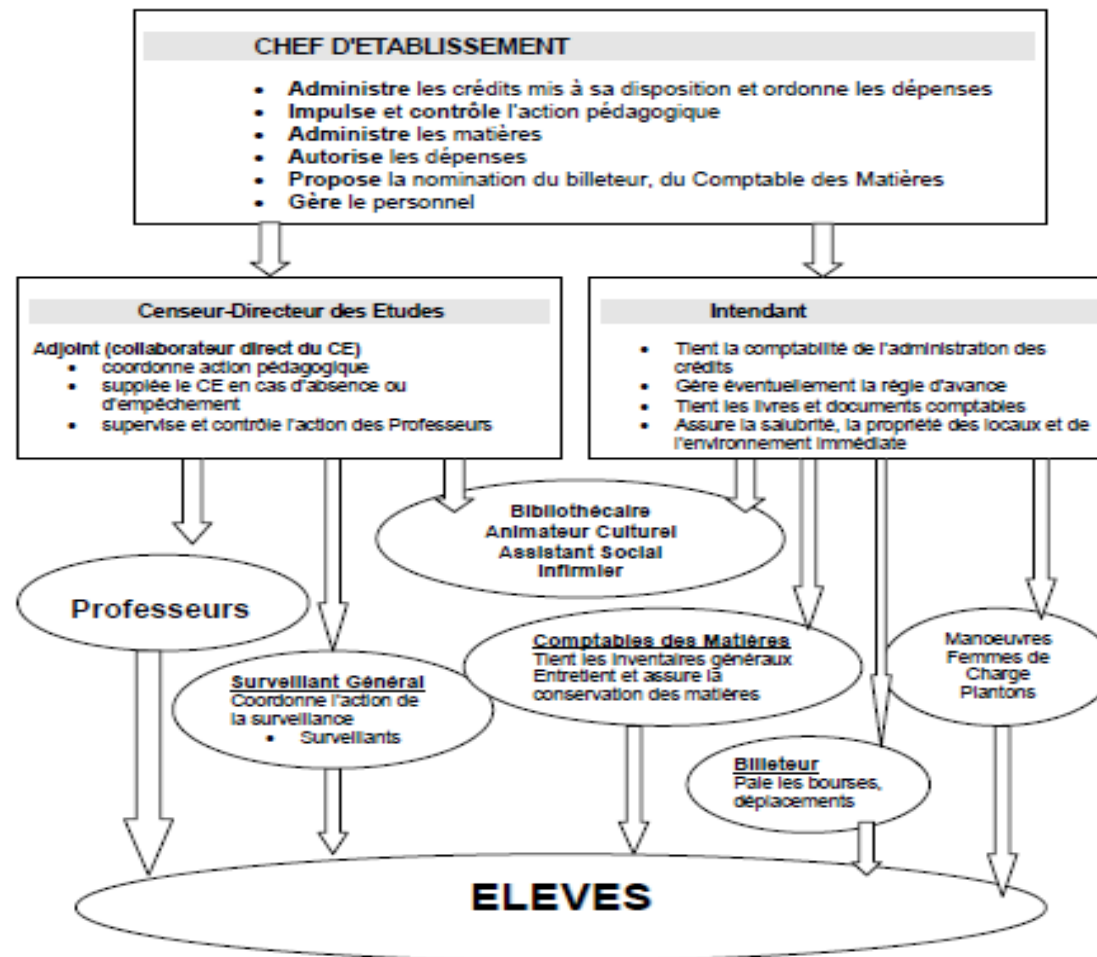 CHEF D'ETABLISSEMENT
• Administre les crédits mis à sa disposition et ordonne les dépenses
• Impulse et contrôle l'action pédagogique
• Administre les matières
• Autorise les dépenses
• Propose la nomination du billeteur, du Comptable des Matières
• Gère le personnel
Censeur-Directeur des Etudes
Adjoint (collaborateur direct du CE)
• coordonne action pédagogique
• supplée le CE en cas d'absence ou
d'empêchement
• supervise et contrôle l'action des Professeurs
Intendant
• Tient la comptabilité de l'administration des
crédits
• Gère éventuellement la régie d'avance
• Tient les livres et documents comptables
• Assure la salubrité, la propriété des locaux et de
l'environnement immédiate
Bibliothécaire
Animateur Culturel
Assistant Social
Infirmier
Professeurs
Surveillant Général
Coordonne l'action de
la surveillance
• Surveillants
Comptables des Matières
Tient les inventaires généraux
Entretient et assure la
conservation des matières
Manoeuvres
Femmes de
Charge
Plantons
Billeteur
Paie les bourses,
déplacements
ELEVES